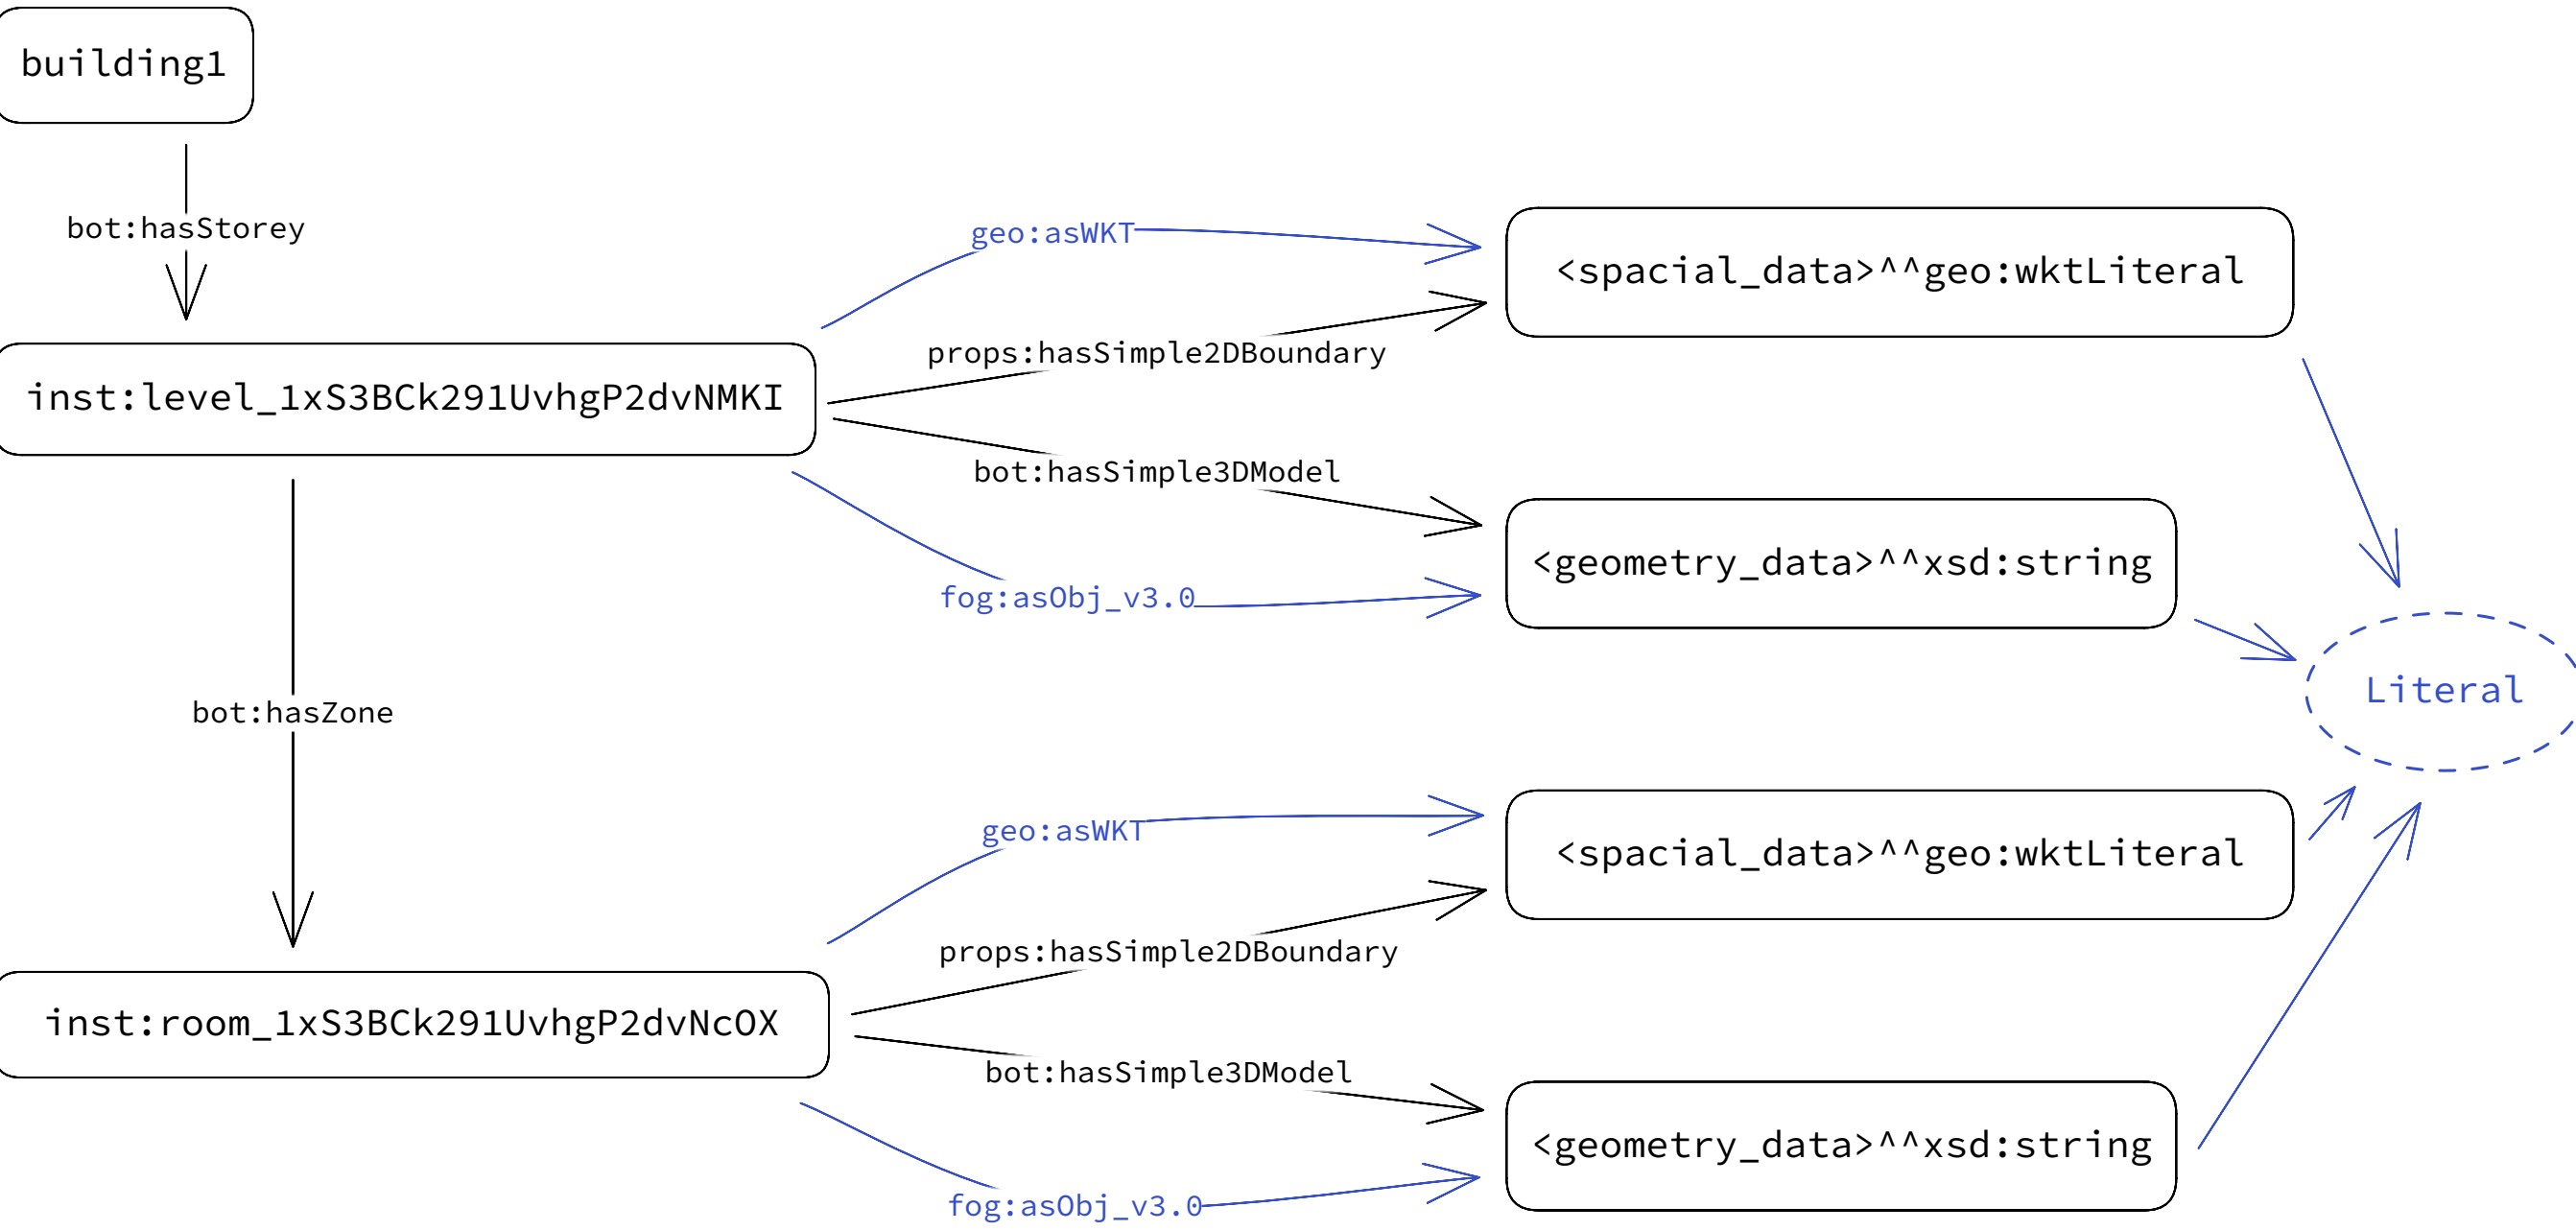 building1
bot:hasStorey
geo:asWKT
<spacial_data>^^geo:wktLiteral
props:hasSimple2DBoundary
inst:level_1xS3BCk291UvhgP2dvNMKI
bot:hasSimple3DModel
<geometry_data>^^xsd:string
fog:asObj_v3.0
Literal
bot:hasZone
geo:asWKT
<spacial_data>^^geo:wktLiteral
props:hasSimple2DBoundary
inst:room_1xS3BCk291UvhgP2dvNcOX
bot:hasSimple3DModel
<geometry_data>^^xsd:string
fog:asObj_v3.0